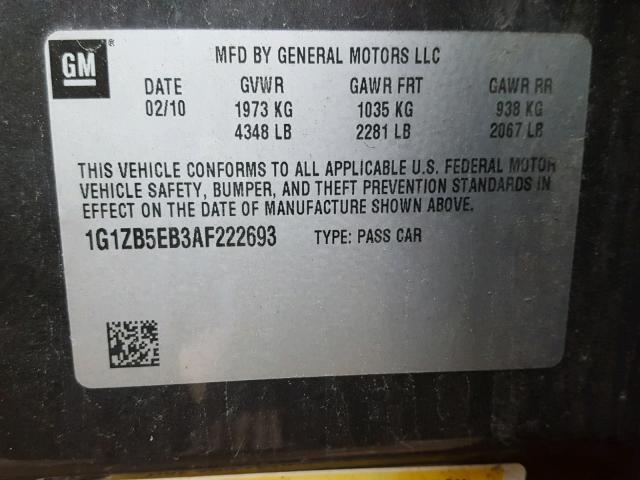 GM ®
MFD BY GENERAL MOTORS LLC
DATE GVWR GAWR FRT GAWR RR
02/10 1973 KG 1035 KG 938 KG
4348 LB 2281 LB 2067 LB
THIS VEHICLE CONFORMS TO ALL APPLICABLE U.S. FEDERAL MOTOR
VEHICLE SAFETY, BUMPER, AND THEFT PREVENTION STANDARDS IN
EFFECT ON THE DATE OF MANUFACTURE SHOWN ABOVE.
1G1ZB5EB3AF222693 TYPE: PASS CAR